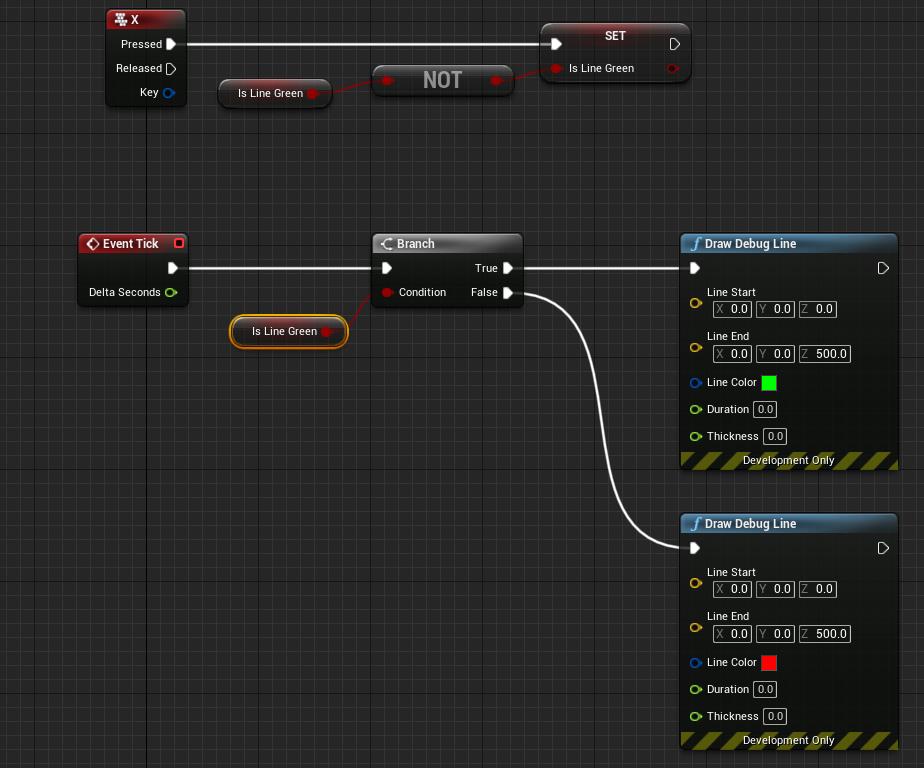 X
Pressed
Released
Key
Is Line Green
NOT
SET
Is Line Green
Event Tick
Delta Seconds
Is Line Green
Branch
True
Condition False
Draw Debug Line
Line Start
X 0.0 Y 0.0 Z 0.0
Line End
X 0.0 Y 0.0 Z 500.0
Line Color
Duration 0.0
Thickness 0.0
Development Only
Draw Debug Line
Line Start
X 0.0 Y 0.0 Z 0.0
Line End
X 0.0 Y 0.0 Z 500.0
Line Color
Duration 0.0
Thickness 0.0
Development Only